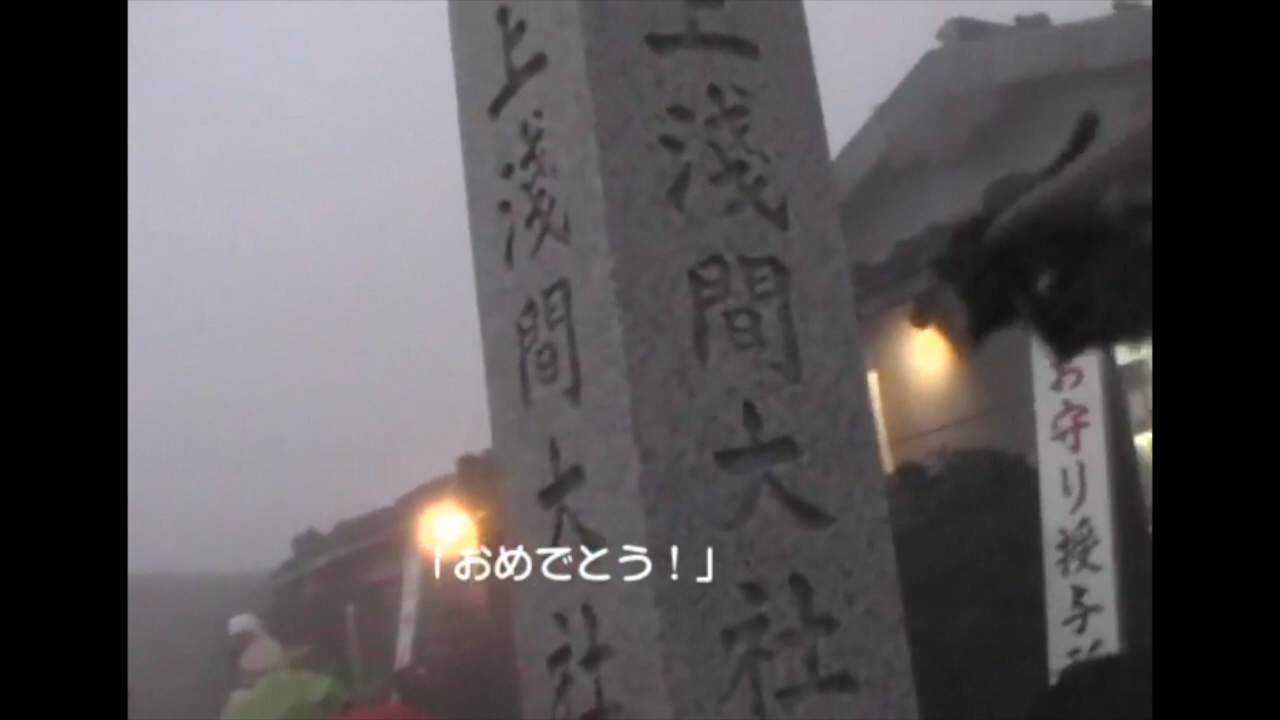 上浅間大社
上浅間大社
お守り授与
「おめでとう！」